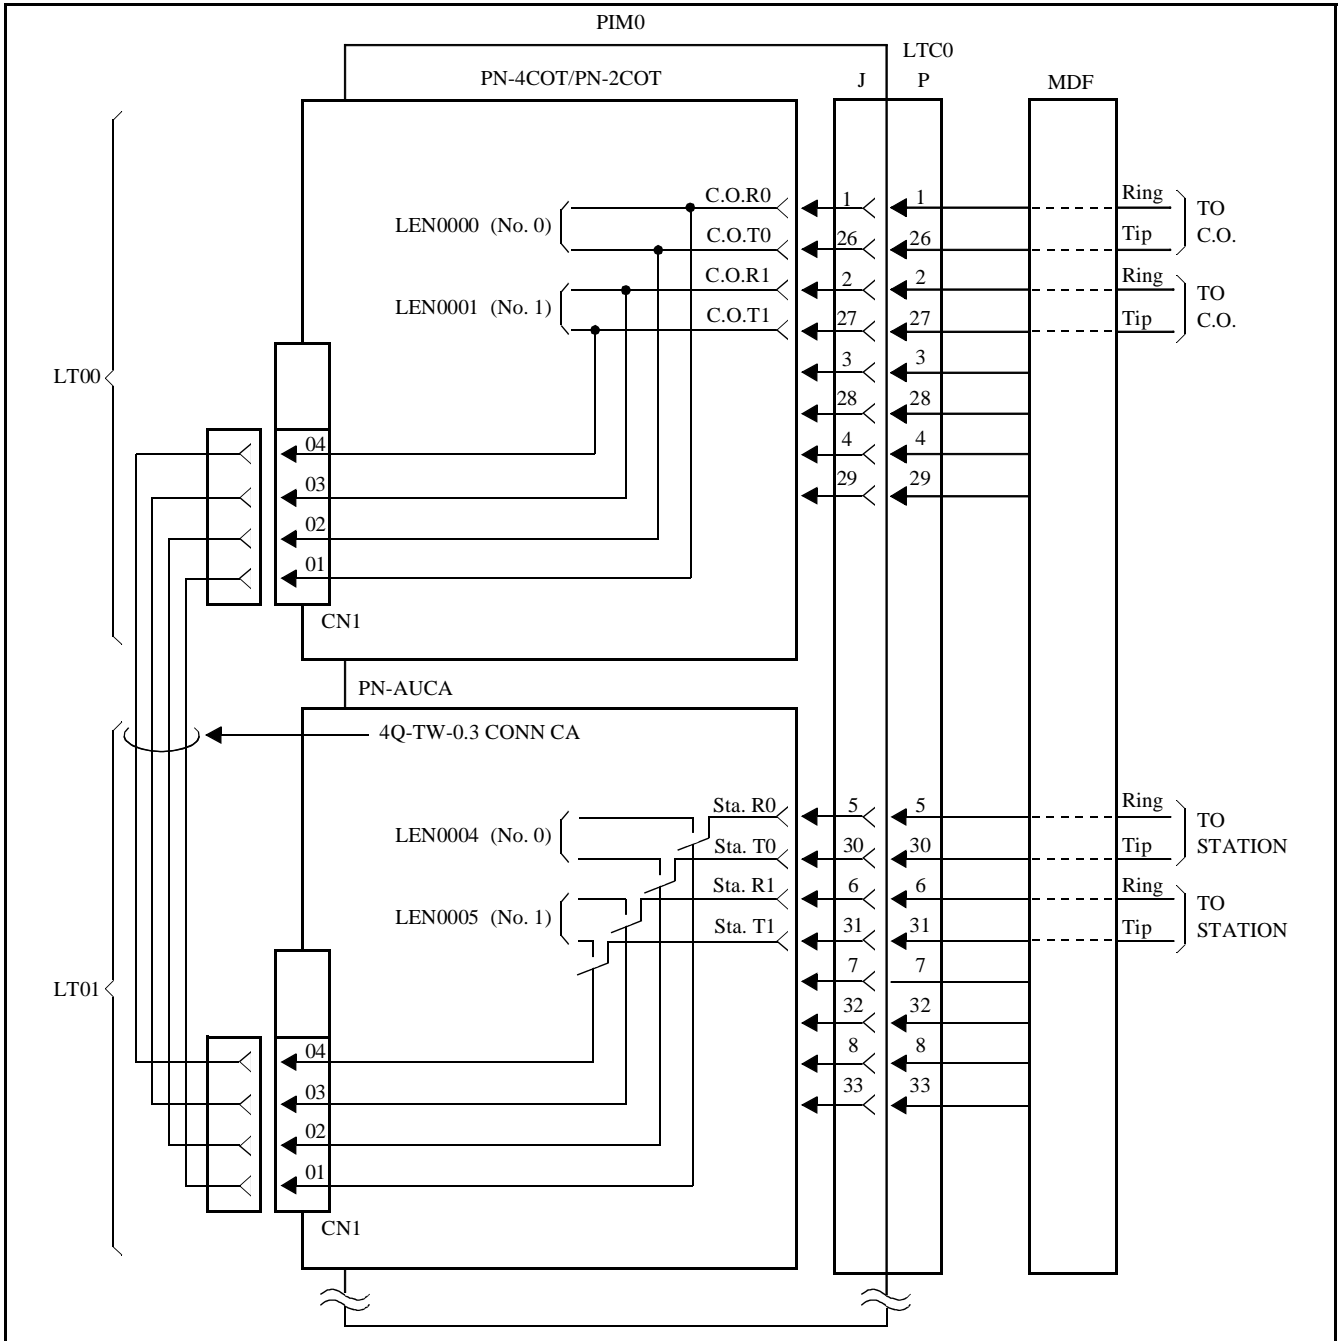 PIM0
LTC0
PN-4COT/PN-2COT
J P
MDF
C.O.R0 1 1 Ring
LEN0000 (No. 0)
TO
C.O.
C.O.T0 26 26 Tip
C.O.R1 2 2 Ring
LEN0001 (No. 1)
TO
C.O.
C.O.T1 27 27 Tip
3 3
LT00
28 28
04 4 4
03 29 29
02
01
CN1
PN-AUCA
4Q-TW-0.3 CONN CA
Sta. R0 5 5 Ring
LEN0004 (No. 0)
TO
STATION
Sta. T0 30 30 Tip
Sta. R1 6 6 Ring
LEN0005 (No. 1)
TO
STATION
Sta. T1 31 31 Tip
7 7
LT01
32 32
04 8 8
03 33 33
02
01
CN1